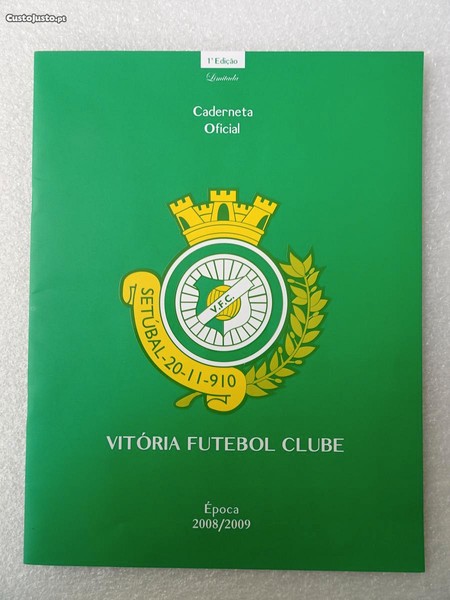 CustoJusto.pt
1ª Edição
Limitada
Caderneta
Oficial
V.F.C.
SETÚBAL-20-11-910
VITÓRIA FUTEBOL CLUBE
Época
2008/2009